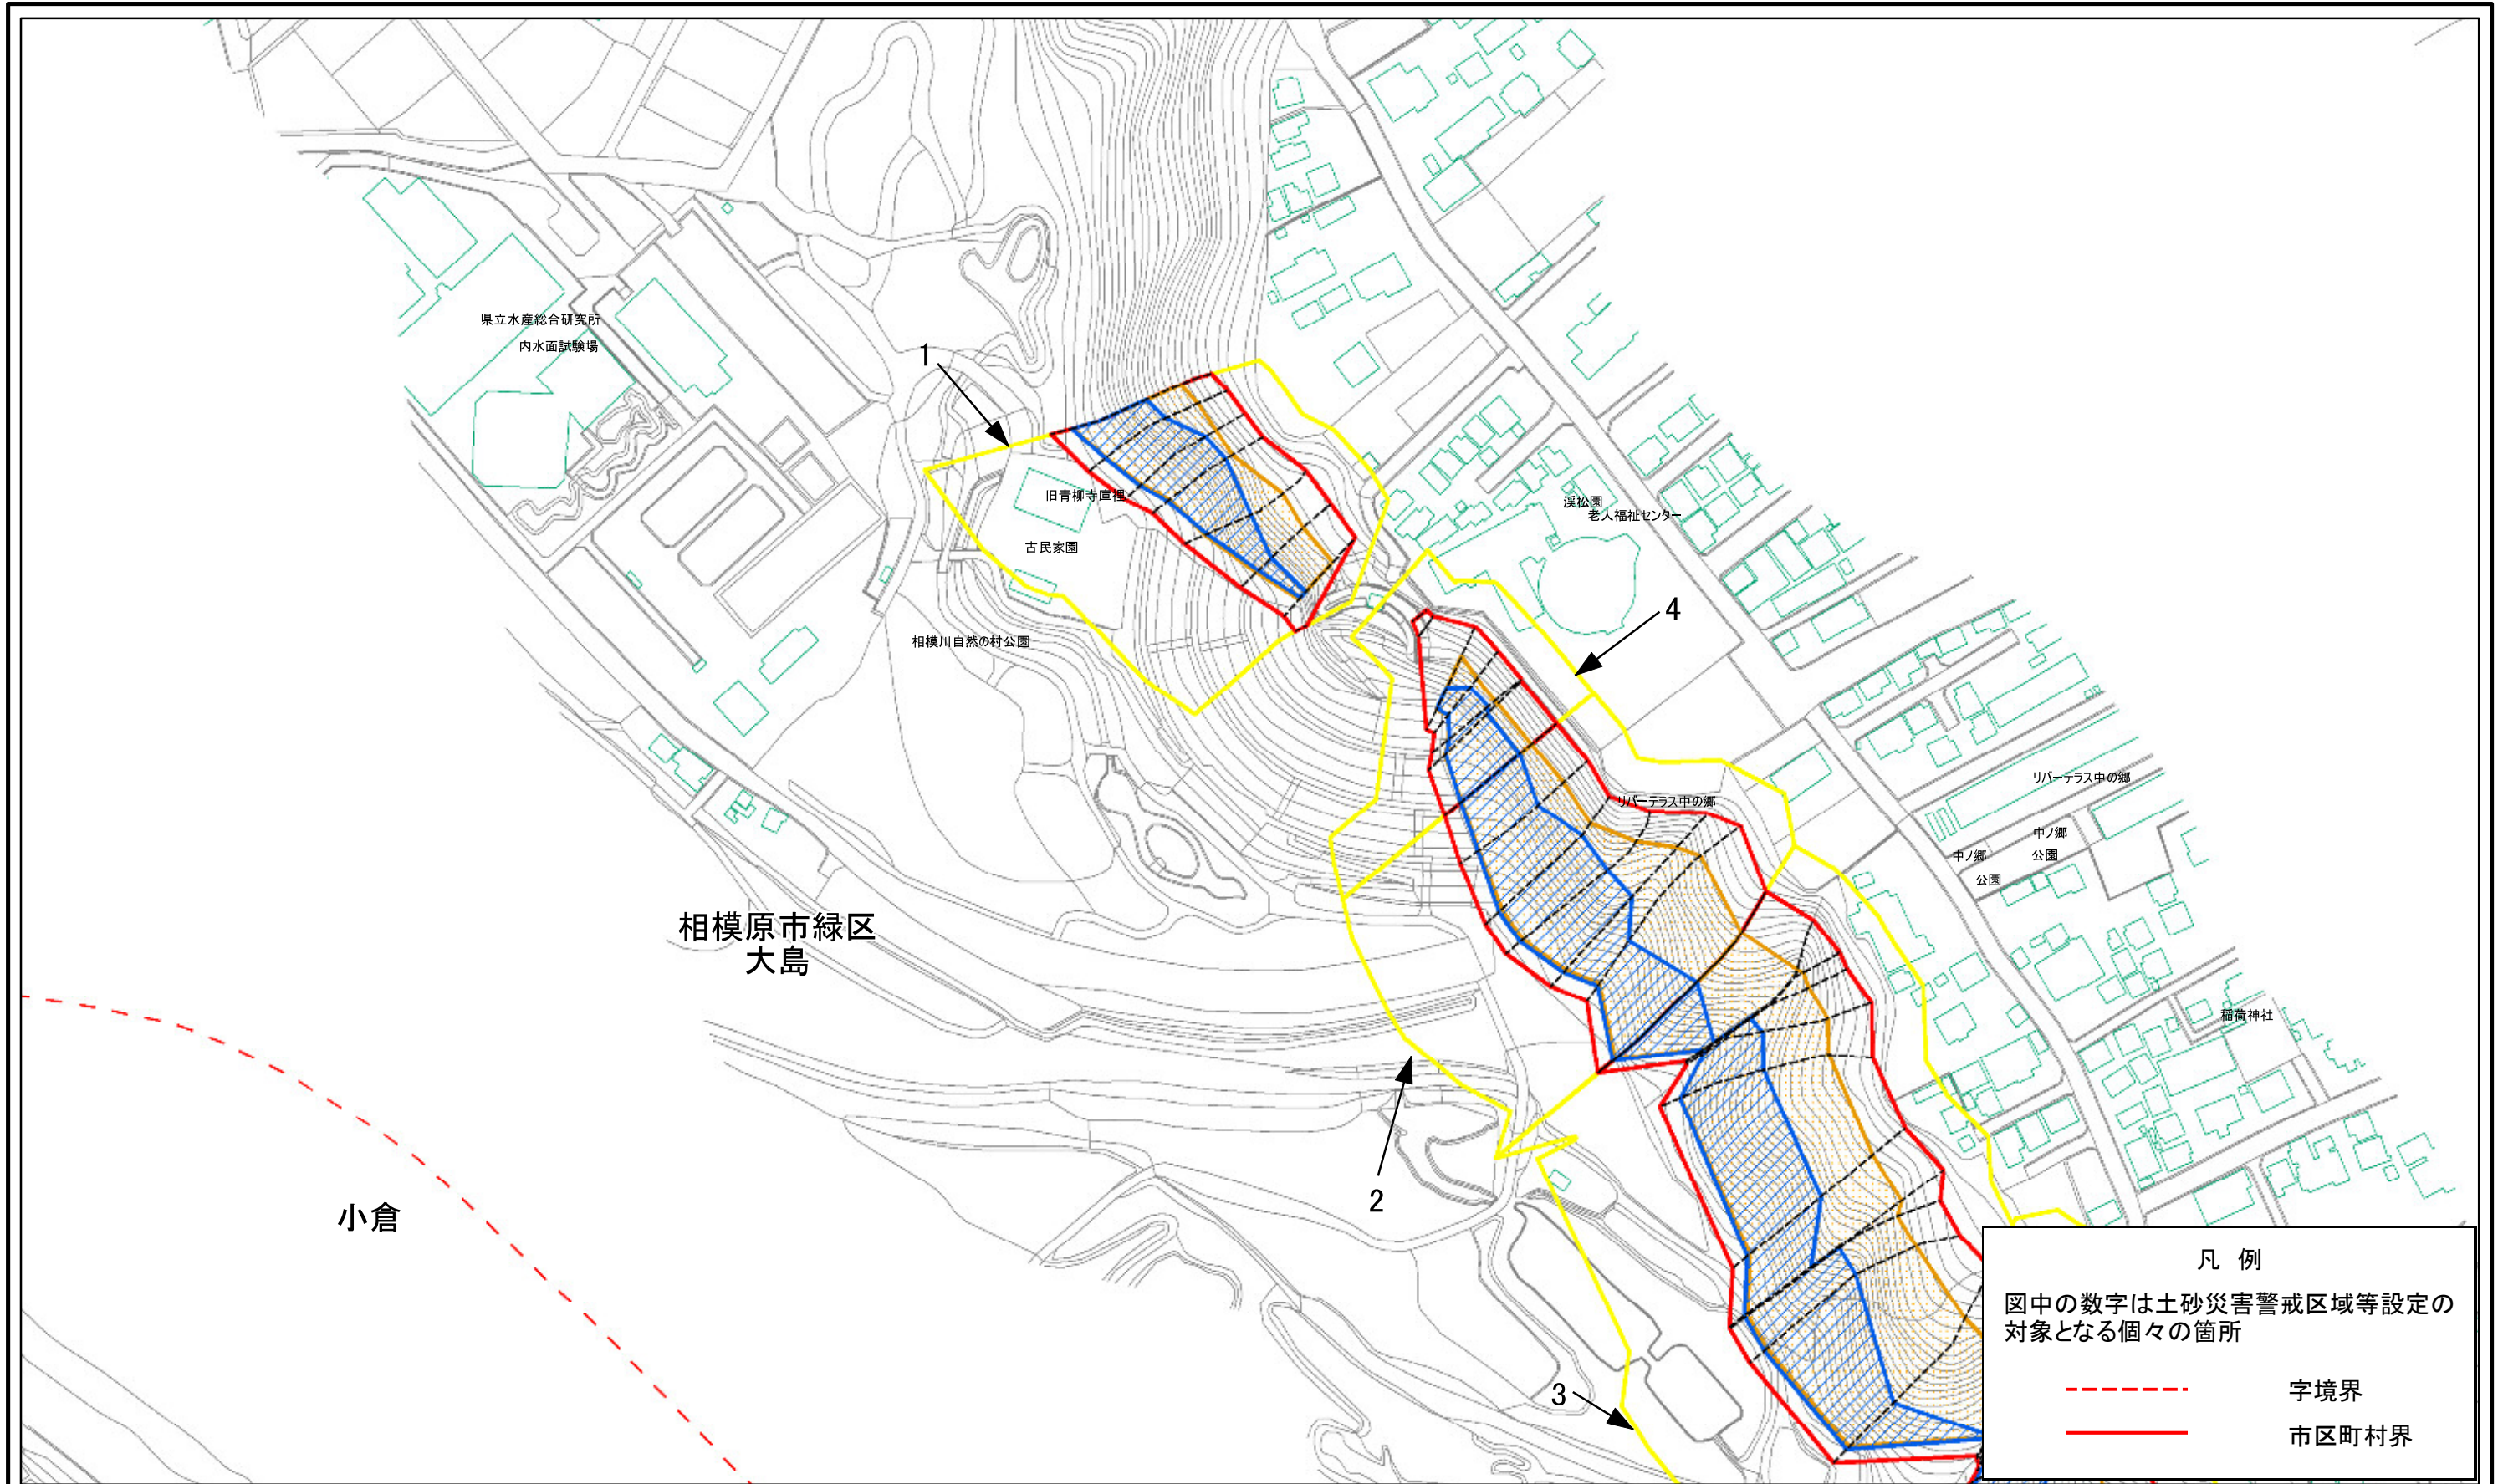 県立水産総合研究所
内水面試験場
1
旧青柳寺庫裡
古民家園
渓松園
老人福祉センター
4
相模川自然の村公園
リバーテラス中の郷
リバーテラス中の郷
中ノ郷
公園
中ノ郷
公園
相模原市緑区
大島
稲荷神社
2
小倉
3
凡 例
図中の数字は土砂災害警戒区域等設定の
対象となる個々の箇所
字境界
市区町村界